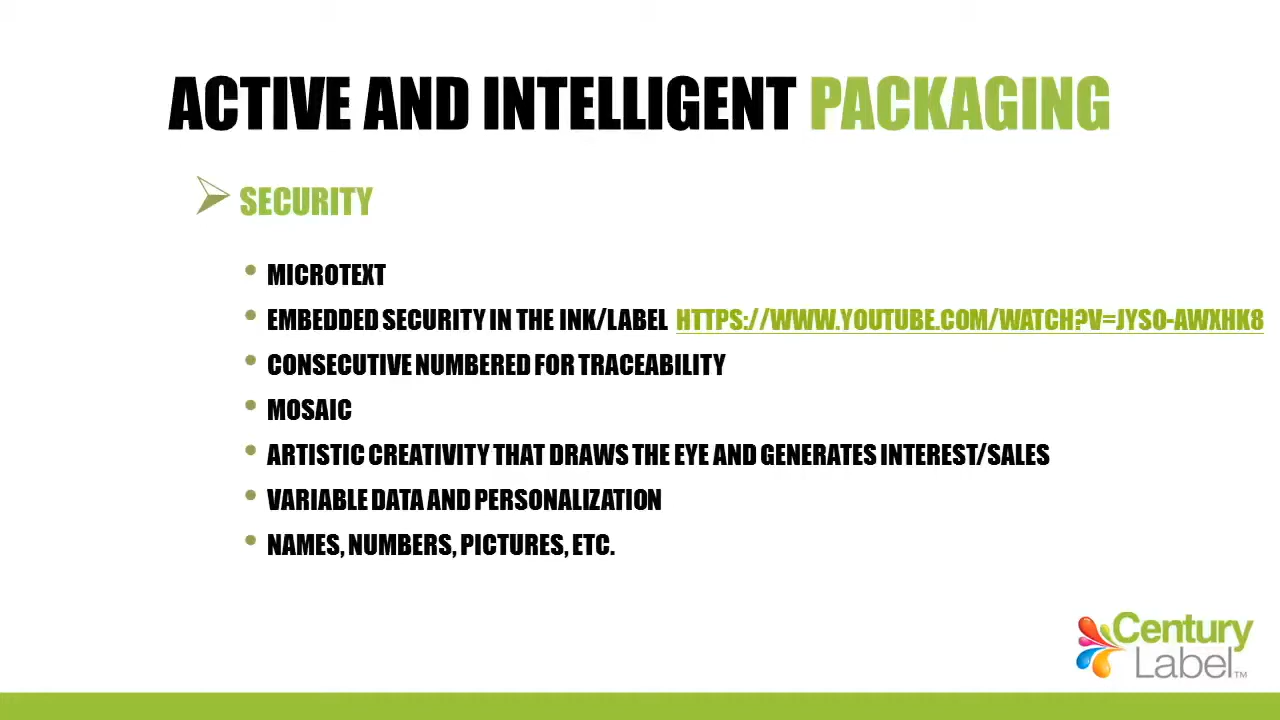 ACTIVE AND INTELLIGENT PACKAGING
SECURITY
MICROTEXT
EMBEDDED SECURITY IN THE INK/LABEL HTTPS://WWW.YOUTUBE.COM/WATCH?V=JYSO-AWXHK8
CONSECUTIVE NUMBERED FOR TRACEABILITY
MOSAIC
ARTISTIC CREATIVITY THAT DRAWS THE EYE AND GENERATES INTEREST/SALES
VARIABLE DATA AND PERSONALIZATION
NAMES, NUMBERS, PICTURES, ETC.
Century
Label™